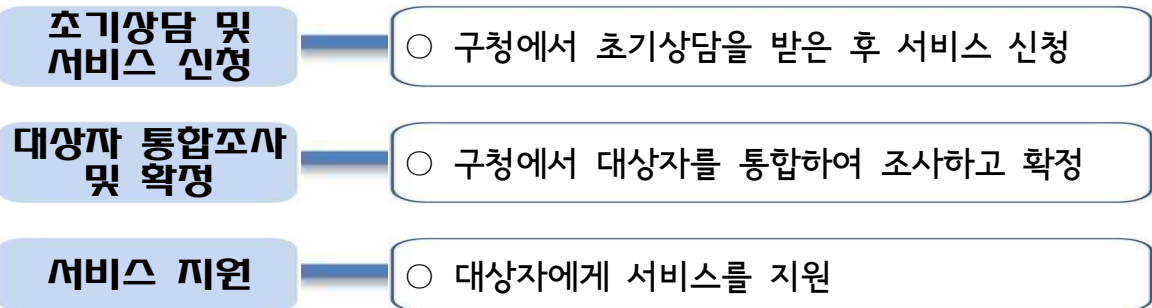 초기상담 및
서비스 신청
○ 구청에서 초기상담을 받은 후 서비스 신청
대상자 통합조사
및 확정
○ 구청에서 대상자를 통합하여 조사하고 확정
서비스 지원
○ 대상자에게 서비스를 지원